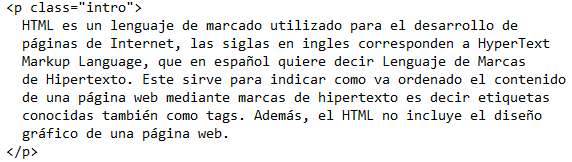 <p class="intro">
HTML es un lenguaje de marcado utilizado para el desarrollo de
páginas de Internet, las siglas en ingles corresponden a HyperText
Markup Language, que en español quiere decir Lenguaje de Marcas
de Hipertexto. Este sirve para indicar como va ordenado el contenido
de una página web mediante marcas de hipertexto es decir etiquetas
conocidas también como tags. Además, el HTML no incluye el diseño
gráfico de una página web.
</p>